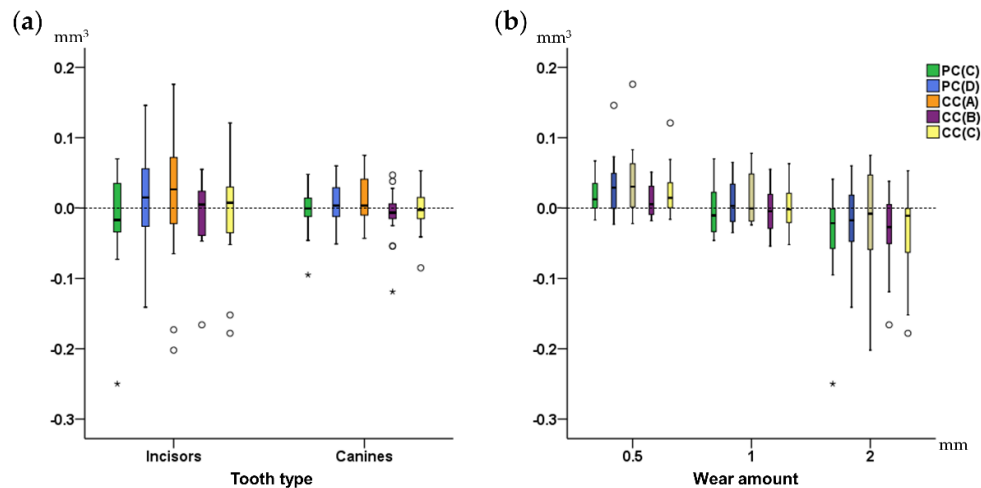 (a)
mm³
0.2
0.1
0.0
-0.1
-0.2
-0.3
Incisors Canines
Tooth type
(b)
mm³
0.2
0.1
0.0
-0.1
-0.2
-0.3
0.5 1 2
mm
Wear amount
PC(C)
PC(D)
CC(A)
CC(B)
CC(C)